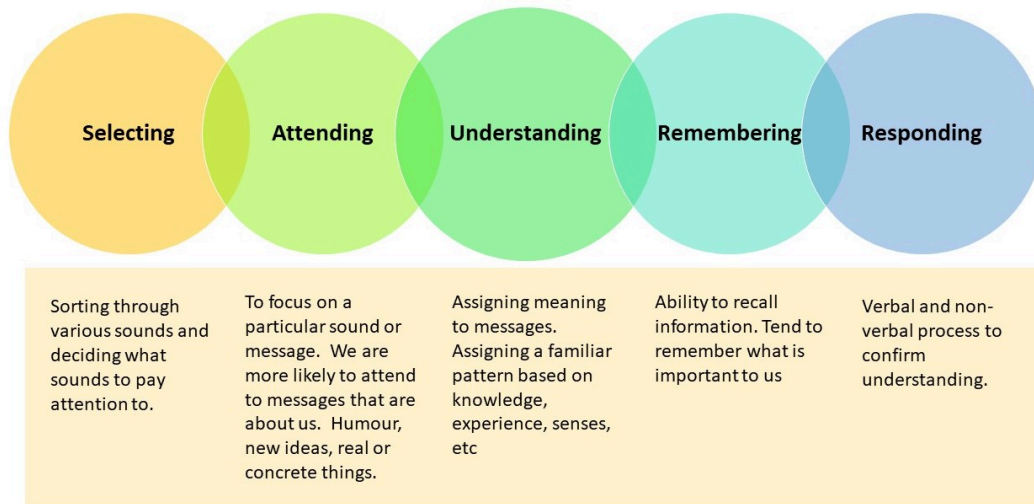 Selecting
Attending
Understanding
Remembering
Responding
Sorting through
various sounds and
deciding what
sounds to pay
attention to.
To focus on a
particular sound or
message.  We are
more likely to attend
to messages that are
about us.  Humour,
new ideas, real or
concrete things.
Assigning meaning
to messages.
Assigning a familiar
pattern based on
knowledge,
experience, senses,
etc
Ability to recall
information. Tend to
remember what is
important to us
Verbal and non-
verbal process to
confirm
understanding.